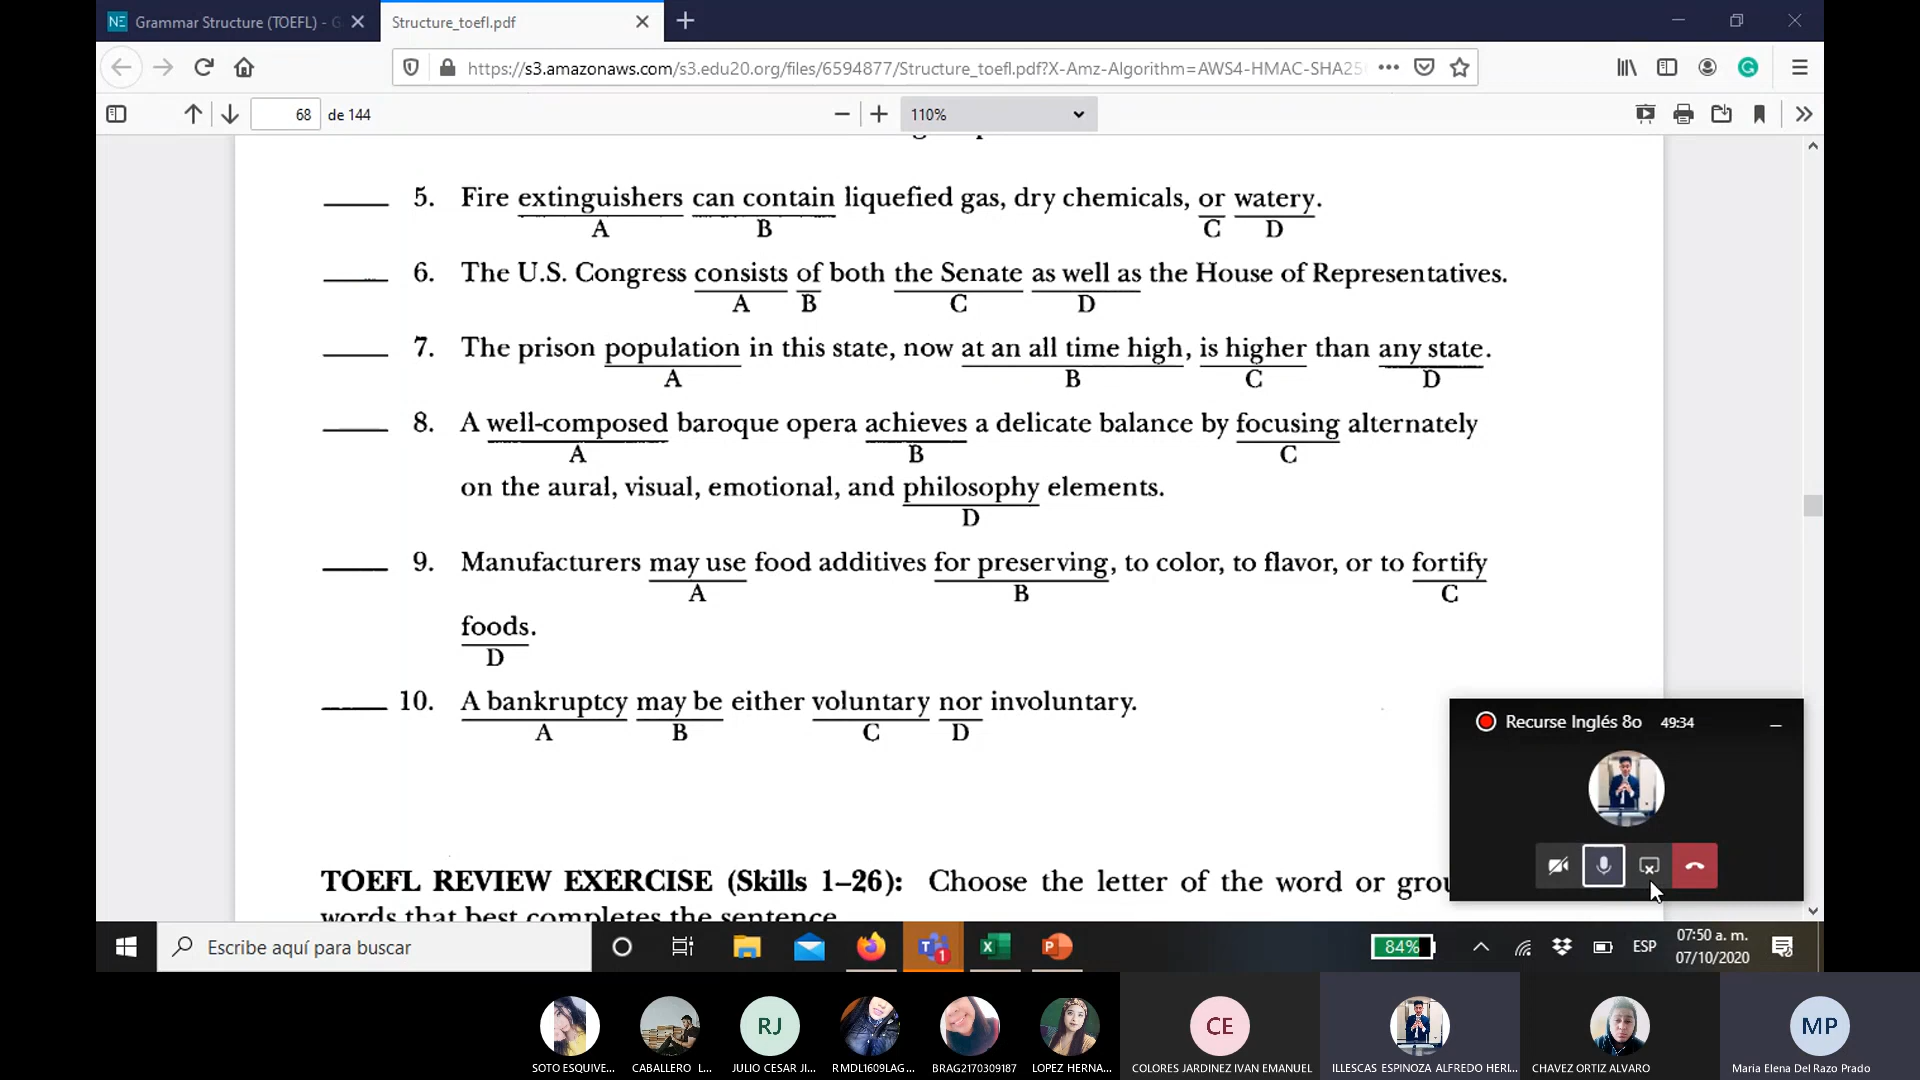 Grammar Structure (TOEFL) - G
Structure_toefl.pdf
https://s3.amazonaws.com/s3.edu20.org/files/6594877/Structure_toefl.pdf?X-Amz-Algorithm=AWS4-HMAC-SHA25
68 de 144
110%
5. Fire extinguishers can contain liquefied gas, dry chemicals, or watery.
A B C D
6. The U.S. Congress consists of both the Senate as well as the House of Representatives.
A B C D
7. The prison population in this state, now at an all time high, is higher than any state.
A B C D
8. A well-composed baroque opera achieves a delicate balance by focusing alternately
A B C
on the aural, visual, emotional, and philosophy elements.
D
9. Manufacturers may use food additives for preserving, to color, to flavor, or to fortify
A B C
foods.
D
10. A bankruptcy may be either voluntary nor involuntary.
A B C D
TOEFL REVIEW EXERCISE (Skills 1–26): Choose the letter of the word or grou
words that best completes the sentence
Recurse Inglés 8o 49:34
Escribe aquí para buscar
84%
ESP
07:50 a. m.
07/10/2020
RJ
CE
MP
SOTO ESQUIVE...
CABALLERO L...
JULIO CESAR JI...
RMDL1609LAG...
BRAG2170309187
LOPEZ HERNA...
COLORES JARDINEZ IVAN EMANUEL
ILLESCAS ESPINOZA ALFREDO HERI...
CHAVEZ ORTIZ ALVARO
Maria Elena Del Razo Prado